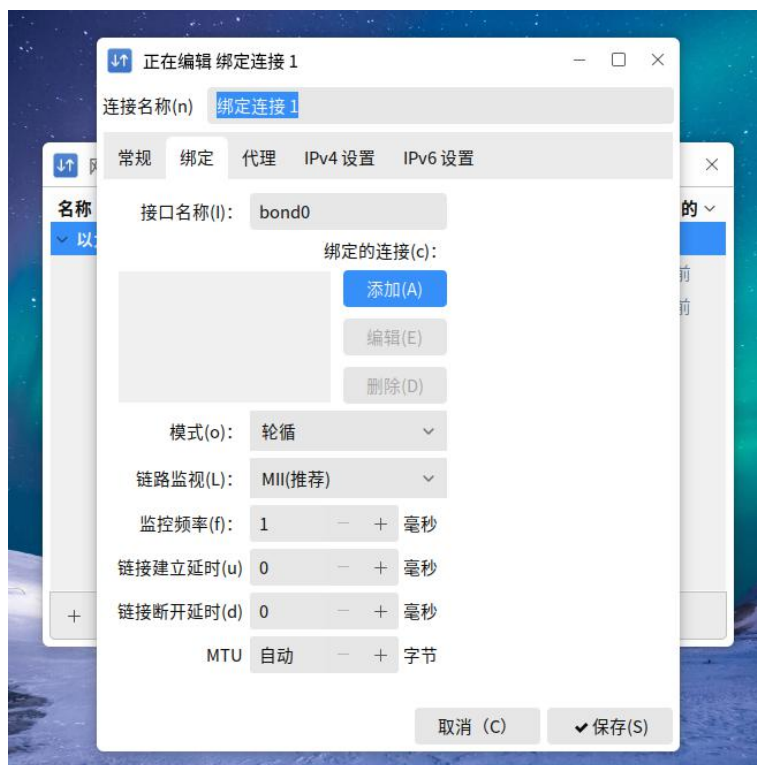 正在编辑 绑定连接 1
连接名称(n) 绑定连接 1
常规 绑定 代理 IPv4 设置 IPv6 设置
名称
的
以
前
前
接口名称(I): bond0
绑定的连接(c):
添加(A)
编辑(E)
删除(D)
模式(o): 轮循
链路监视(L): MII(推荐)
监控频率(f): 1 − + 毫秒
链接建立延时(u) 0 − + 毫秒
链接断开延时(d) 0 − + 毫秒
MTU 自动 − + 字节
取消（C） ✔保存(S)